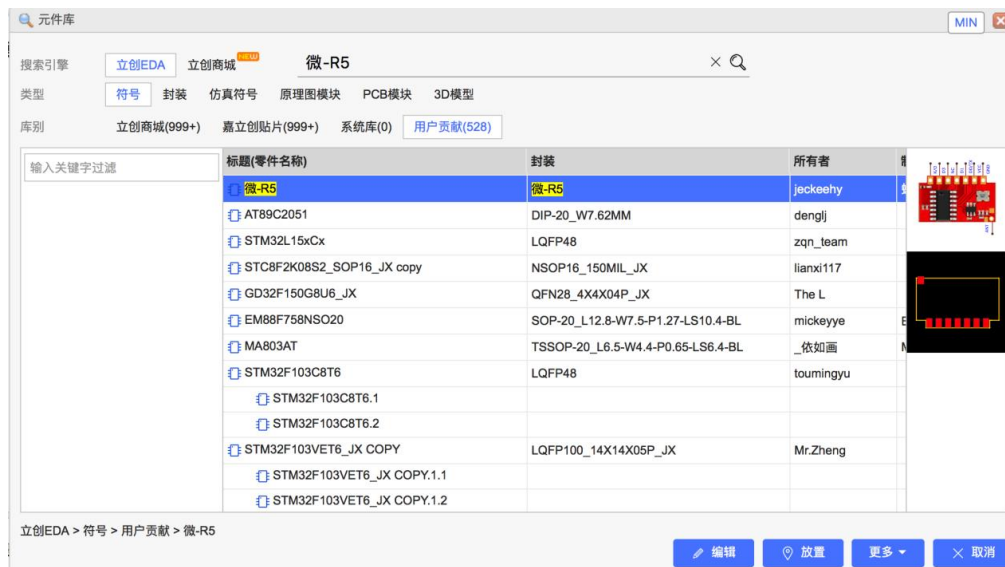 元件库 MIN
搜索引擎 立创EDA 立创商城 NEW 微-R5
类型 符号 封装 仿真符号 原理图模块 PCB模块 3D模型
库别 立创商城(999+) 嘉立创贴片(999+) 系统库(0) 用户贡献(528)
输入关键字过滤
标题(零件名称) 封装 所有者
微-R5 微-R5 jeckeehy
AT89C2051 DIP-20_W7.62MM denglj
STM32L15xCx LQFP48 zqn_team
STC8F2K08S2_SOP16_JX copy NSOP16_150MIL_JX lianxi117
GD32F150G8U6_JX QFN28_4X4X04P_JX The L
EM88F758NSO20 SOP-20_L12.8-W7.5-P1.27-LS10.4-BL mickeyye
MA803AT TSSOP-20_L6.5-W4.4-P0.65-LS6.4-BL _依如画
STM32F103C8T6 LQFP48 toumingyu
STM32F103C8T6.1
STM32F103C8T6.2
STM32F103VET6_JX COPY LQFP100_14X14X05P_JX Mr.Zheng
STM32F103VET6_JX COPY.1.1
STM32F103VET6_JX COPY.1.2
立创EDA > 符号 > 用户贡献 > 微-R5
编辑 放置 更多 取消